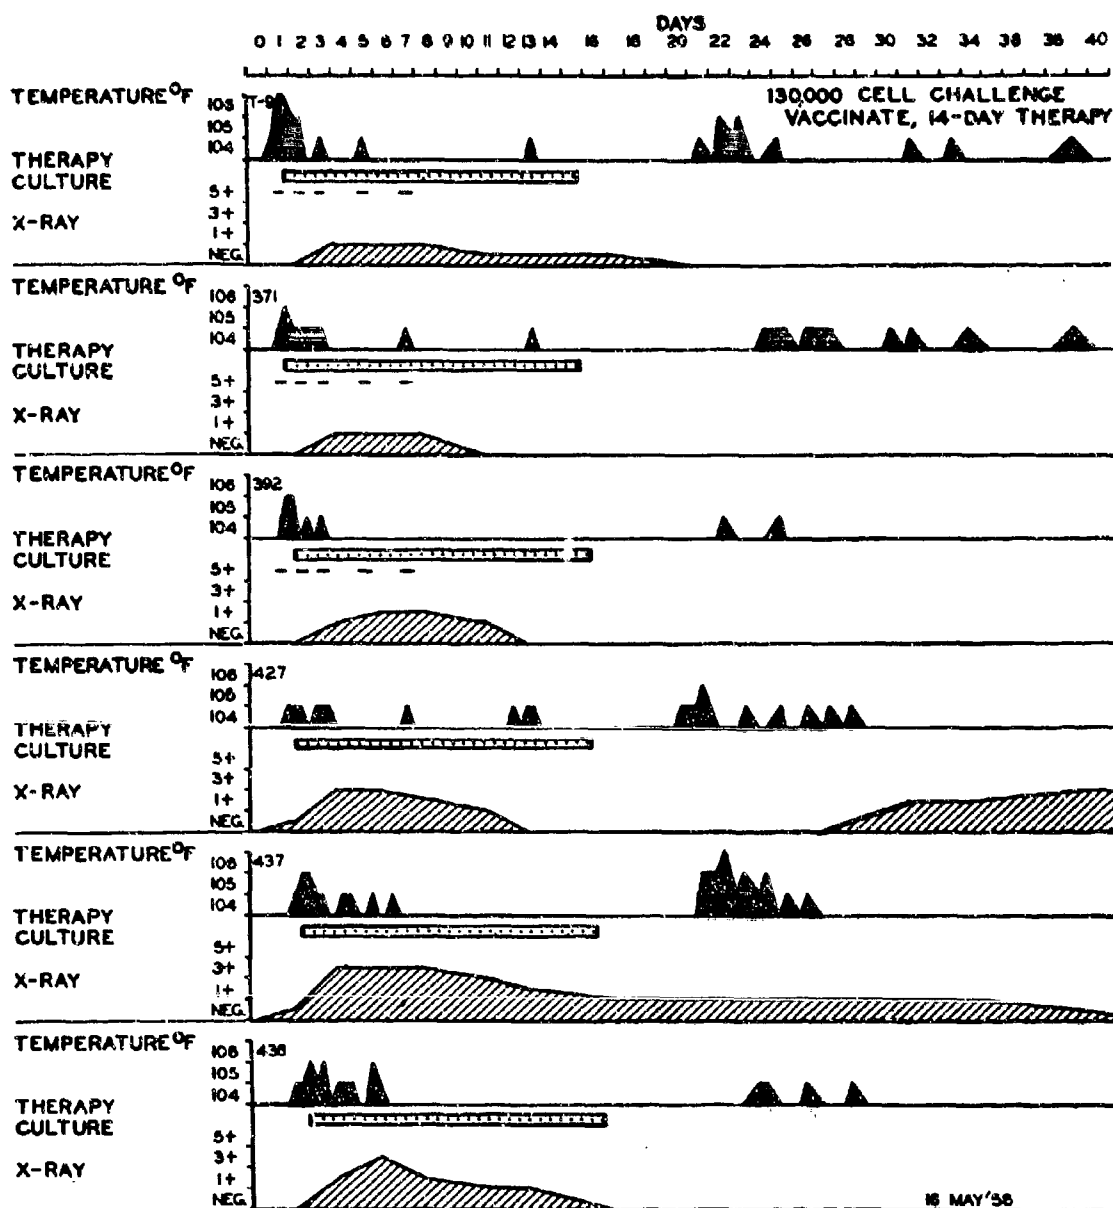 DAYS
0 1 2 3 4 5 6 7 8 9 10 11 12 13 14 16 18 20 22 24 26 28 30 32 34 36 38 40
130,000 CELL CHALLENGE
VACCINATE, 14-DAY THERAPY
TEMPERATURE °F
106
105
104
THERAPY
CULTURE
5+
3+
X-RAY
1+
NEG.
TEMPERATURE °F
106
371
105
104
THERAPY
CULTURE
5+
3+
X-RAY
1+
NEG.
TEMPERATURE °F
106
392
105
104
THERAPY
CULTURE
5+
3+
X-RAY
1+
NEG.
TEMPERATURE °F
106
427
105
104
THERAPY
CULTURE
5+
3+
X-RAY
1+
NEG.
TEMPERATURE °F
106
437
105
104
THERAPY
CULTURE
5+
3+
X-RAY
1+
NEG.
TEMPERATURE °F
106
438
105
104
THERAPY
CULTURE
5+
3+
X-RAY
1+
NEG.
16 MAY '58